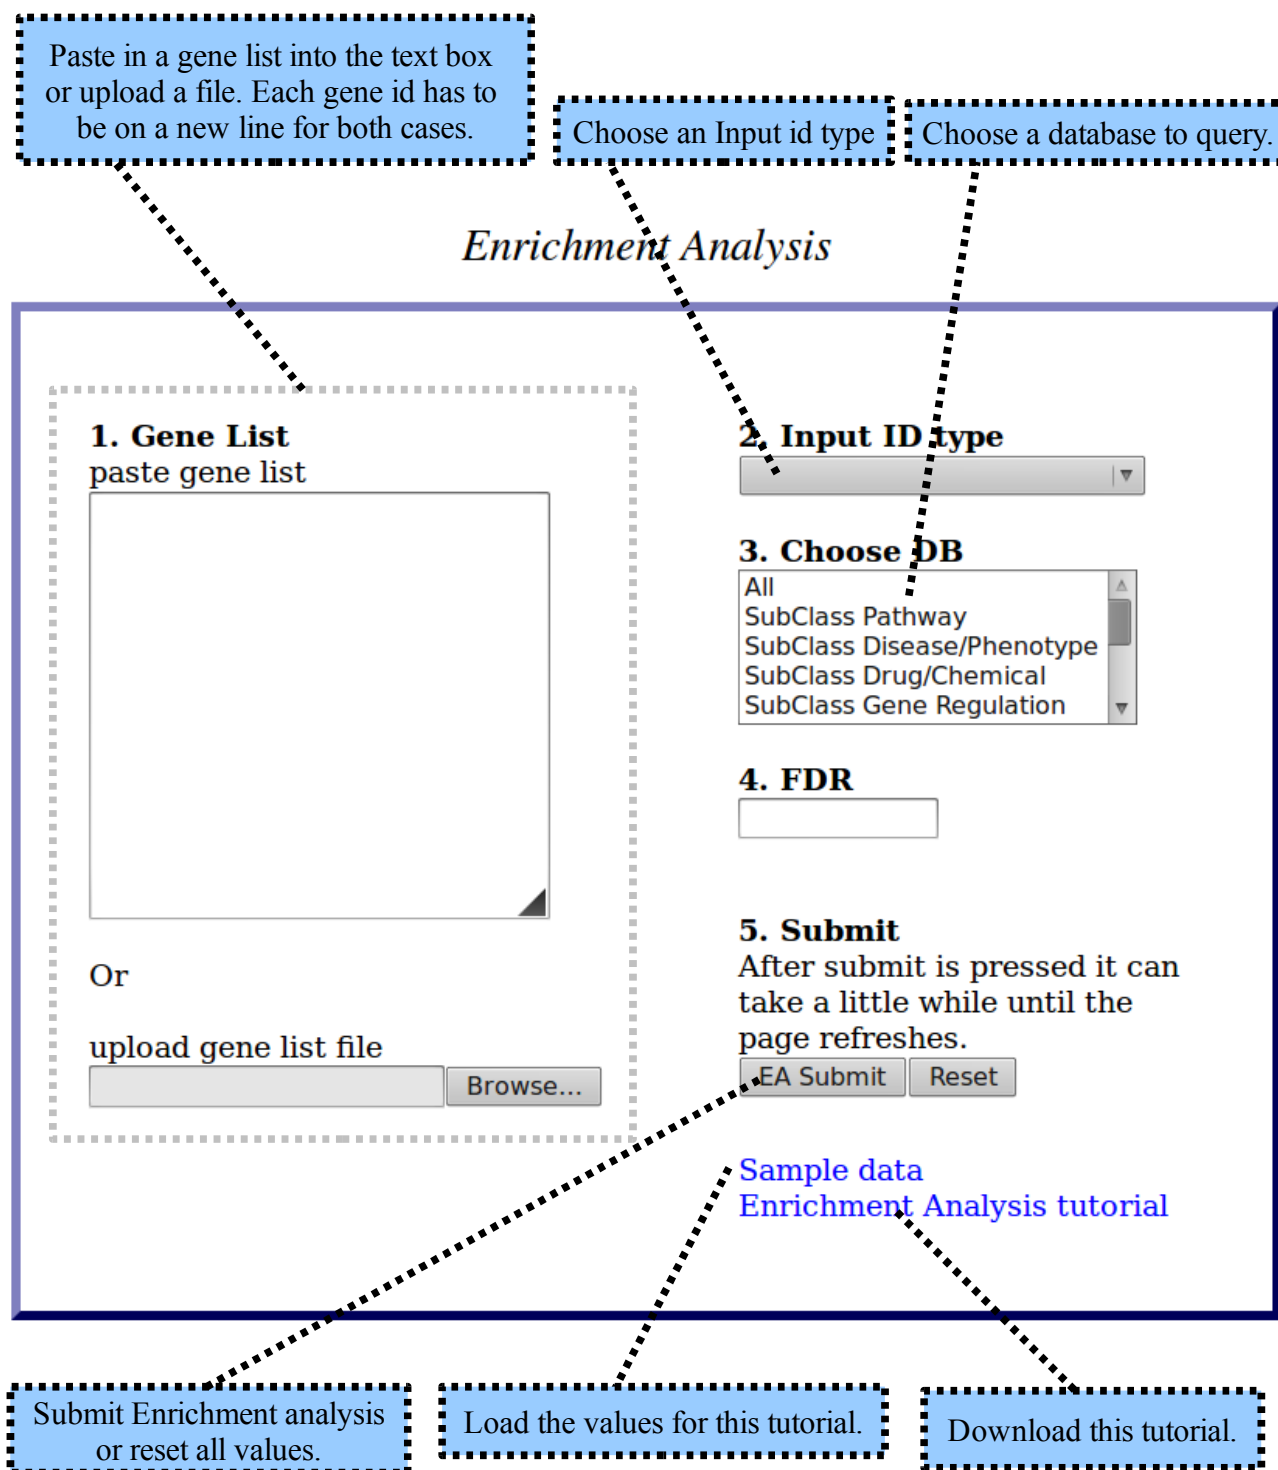 Paste in a gene list into the text box
or upload a file. Each gene id has to
be on a new line for both cases.
Choose an Input id type
Choose a database to query.
Enrichment Analysis
1. Gene List
paste gene list
Or
upload gene list file
Browse...
2. Input ID type
3. Choose DB
All
SubClass Pathway
SubClass Disease/Phenotype
SubClass Drug/Chemical
SubClass Gene Regulation
4. FDR
5. Submit
After submit is pressed it can
take a little while until the
page refreshes.
EA Submit
Reset
Sample data
Enrichment Analysis tutorial
Submit Enrichment analysis
or reset all values.
Load the values for this tutorial.
Download this tutorial.